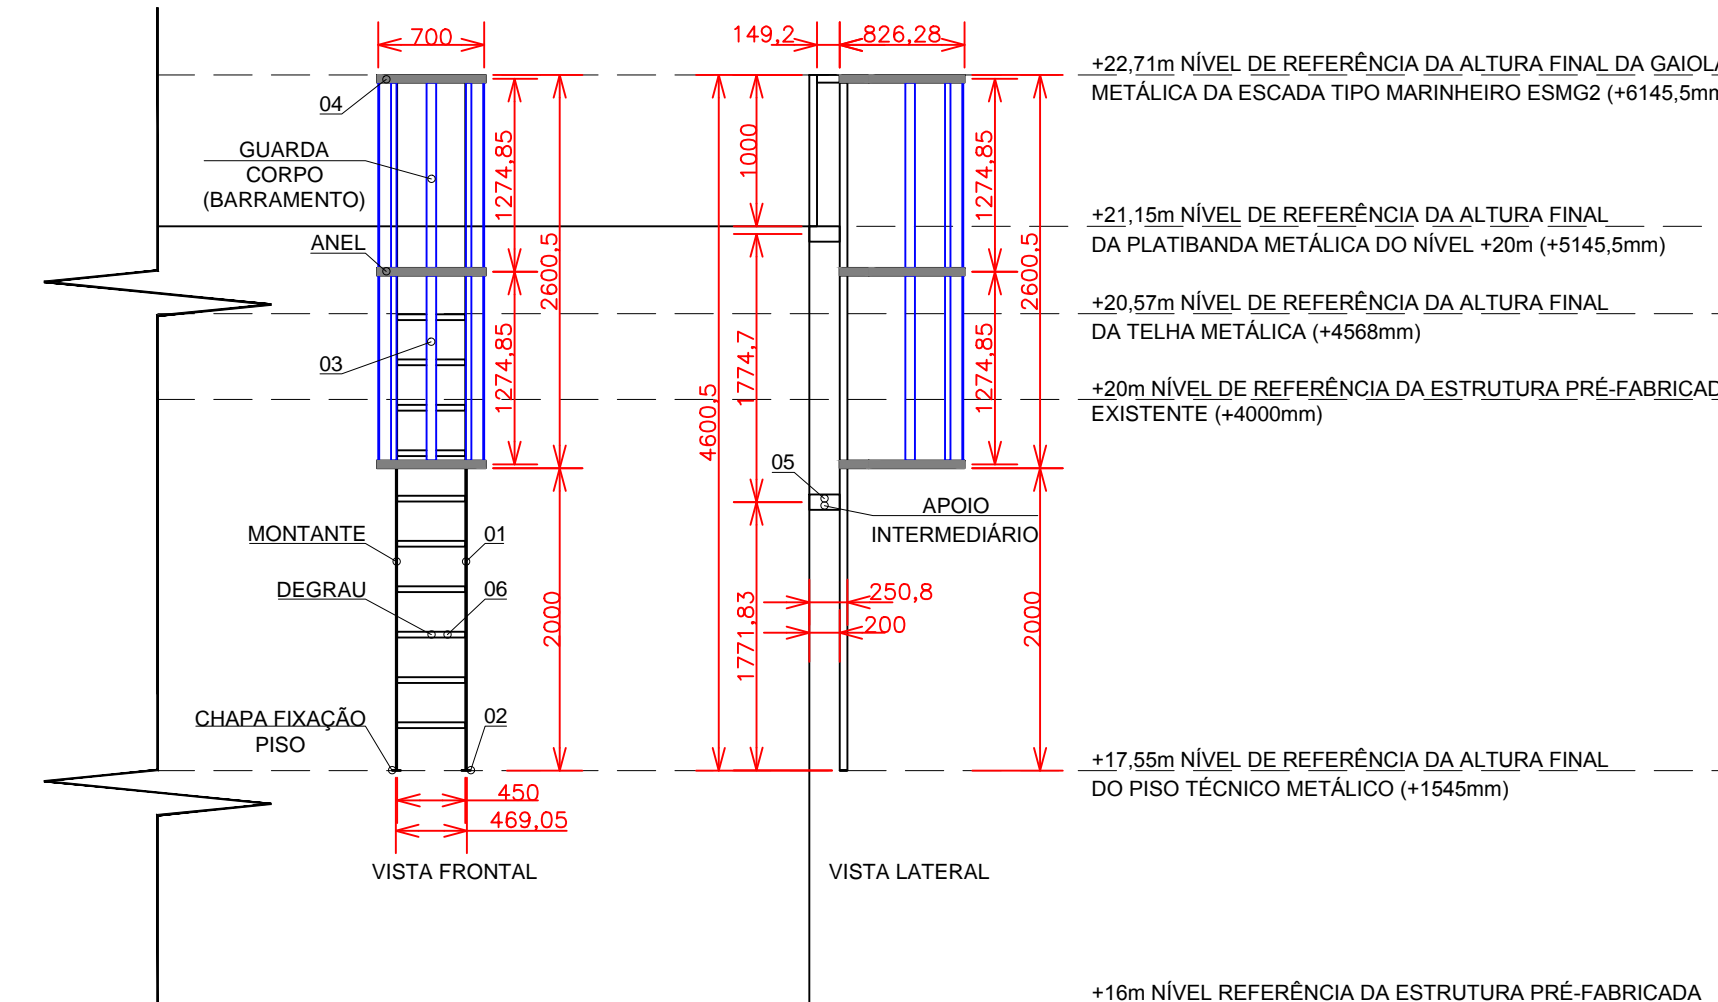 700
149,2
826,28
+22,71m NÍVEL DE REFERÊNCIA DA ALTURA FINAL DA GAIOLA
METÁLICA DA ESCADA TIPO MARINHEIRO ESMG2 (+6145,5mm
04
GUARDA
CORPO
(BARRAMENTO)
1274,85
1000
1274,85
+21,15m NÍVEL DE REFERÊNCIA DA ALTURA FINAL
DA PLATIBANDA METÁLICA DO NÍVEL +20m (+5145,5mm)
ANEL
2600,5
2600,5
+20,57m NÍVEL DE REFERÊNCIA DA ALTURA FINAL
DA TELHA METÁLICA (+4568mm)
03
1274,85
1774,7
1274,85
4600,5
+20m NÍVEL DE REFERÊNCIA DA ESTRUTURA PRÉ-FABRICAD
EXISTENTE (+4000mm)
05
APOIO
INTERMEDIÁRIO
MONTANTE
01
DEGRAU
06
2000
1771,83
250,8
200
2000
CHAPA FIXAÇÃO
PISO
02
+17,55m NÍVEL DE REFERÊNCIA DA ALTURA FINAL
DO PISO TÉCNICO METÁLICO (+1545mm)
450
469,05
VISTA FRONTAL
VISTA LATERAL
+16m NÍVEL REFERÊNCIA DA ESTRUTURA PRÉ-FABRICADA